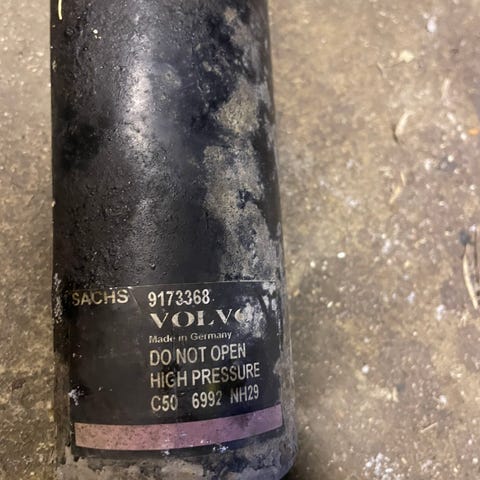 SACHS 9173368
VOLVO
Made in Germany
DO NOT OPEN
HIGH PRESSURE
C50 6992 NH29